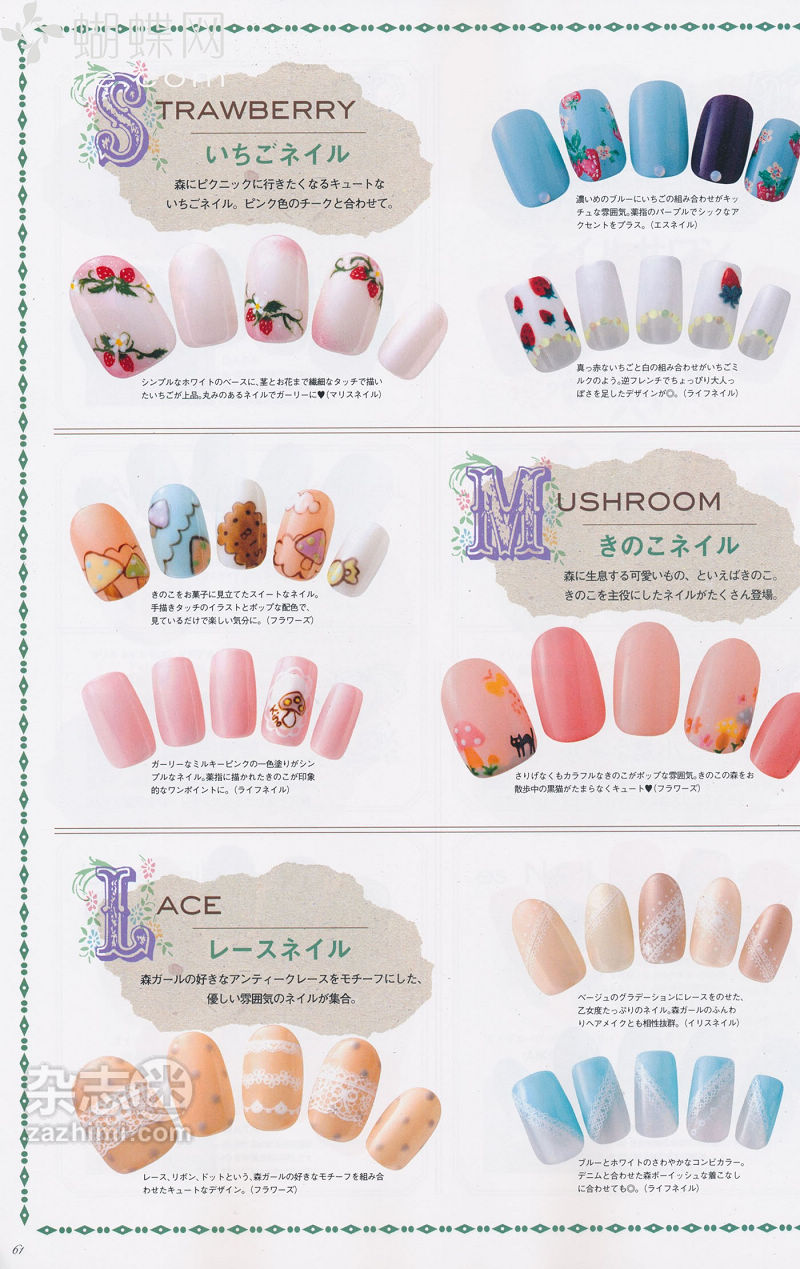 蝴蝶网
z.com
STRAWBERRY
いちごネイル
森にピクニックに行きたくなるキュートな
いちごネイル。ピンク色のチークと合わせて。
シンプルなホワイトのベースに、茎とお花まで繊細なタッチで描い
たいちごが上品。丸みのあるネイルでガーリーに♥(マリスネイル)
濃いめのブルーにいちごの組み合わせがキッ
チュな雰囲気。薬指のパープルでシックなア
クセントをプラス。(エスネイル)
真っ赤ないちごと白の組み合わせがいちごミ
ルクのよう。逆フレンチでちょっぴり大人っ
ぽさを足したデザインが◎。(ライフネイル)
きのこをお菓子に見立てたスイートなネイル。
手描きタッチのイラストとポップな配色で、
見ているだけで楽しい気分に。(フラワーズ)
Kino
ガーリーなミルキーピンクの一色塗りがシン
プルなネイル。薬指に描かれたきのこが印象
的なワンポイントに。(ライフネイル)
MUSHROOM
きのこネイル
森に生息する可愛いもの、といえばきのこ。
きのこを主役にしたネイルがたくさん登場。
さりげなくもカラフルなきのこがポップな雰囲気。きのこの森をお
散歩中の黒猫がたまらなくキュート♥(フラワーズ)
LACE
レースネイル
森ガールの好きなアンティークレースをモチーフにした、
優しい雰囲気のネイルが集合。
杂志迷
zazhimi.com
レース、リボン、ドットという、森ガールの好きなモチーフを組み合
わせたキュートなデザイン。(フラワーズ)
ベージュのグラデーションにレースをのせた、
乙女度たっぷりのネイル。森ガールのふんわ
りヘアメイクとも相性抜群。(イリスネイル)
ブルーとホワイトのさわやかなコンビカラー。
デニムと合わせた森ボーイッシュな着こなし
に合わせても◎。(ライフネイル)
61